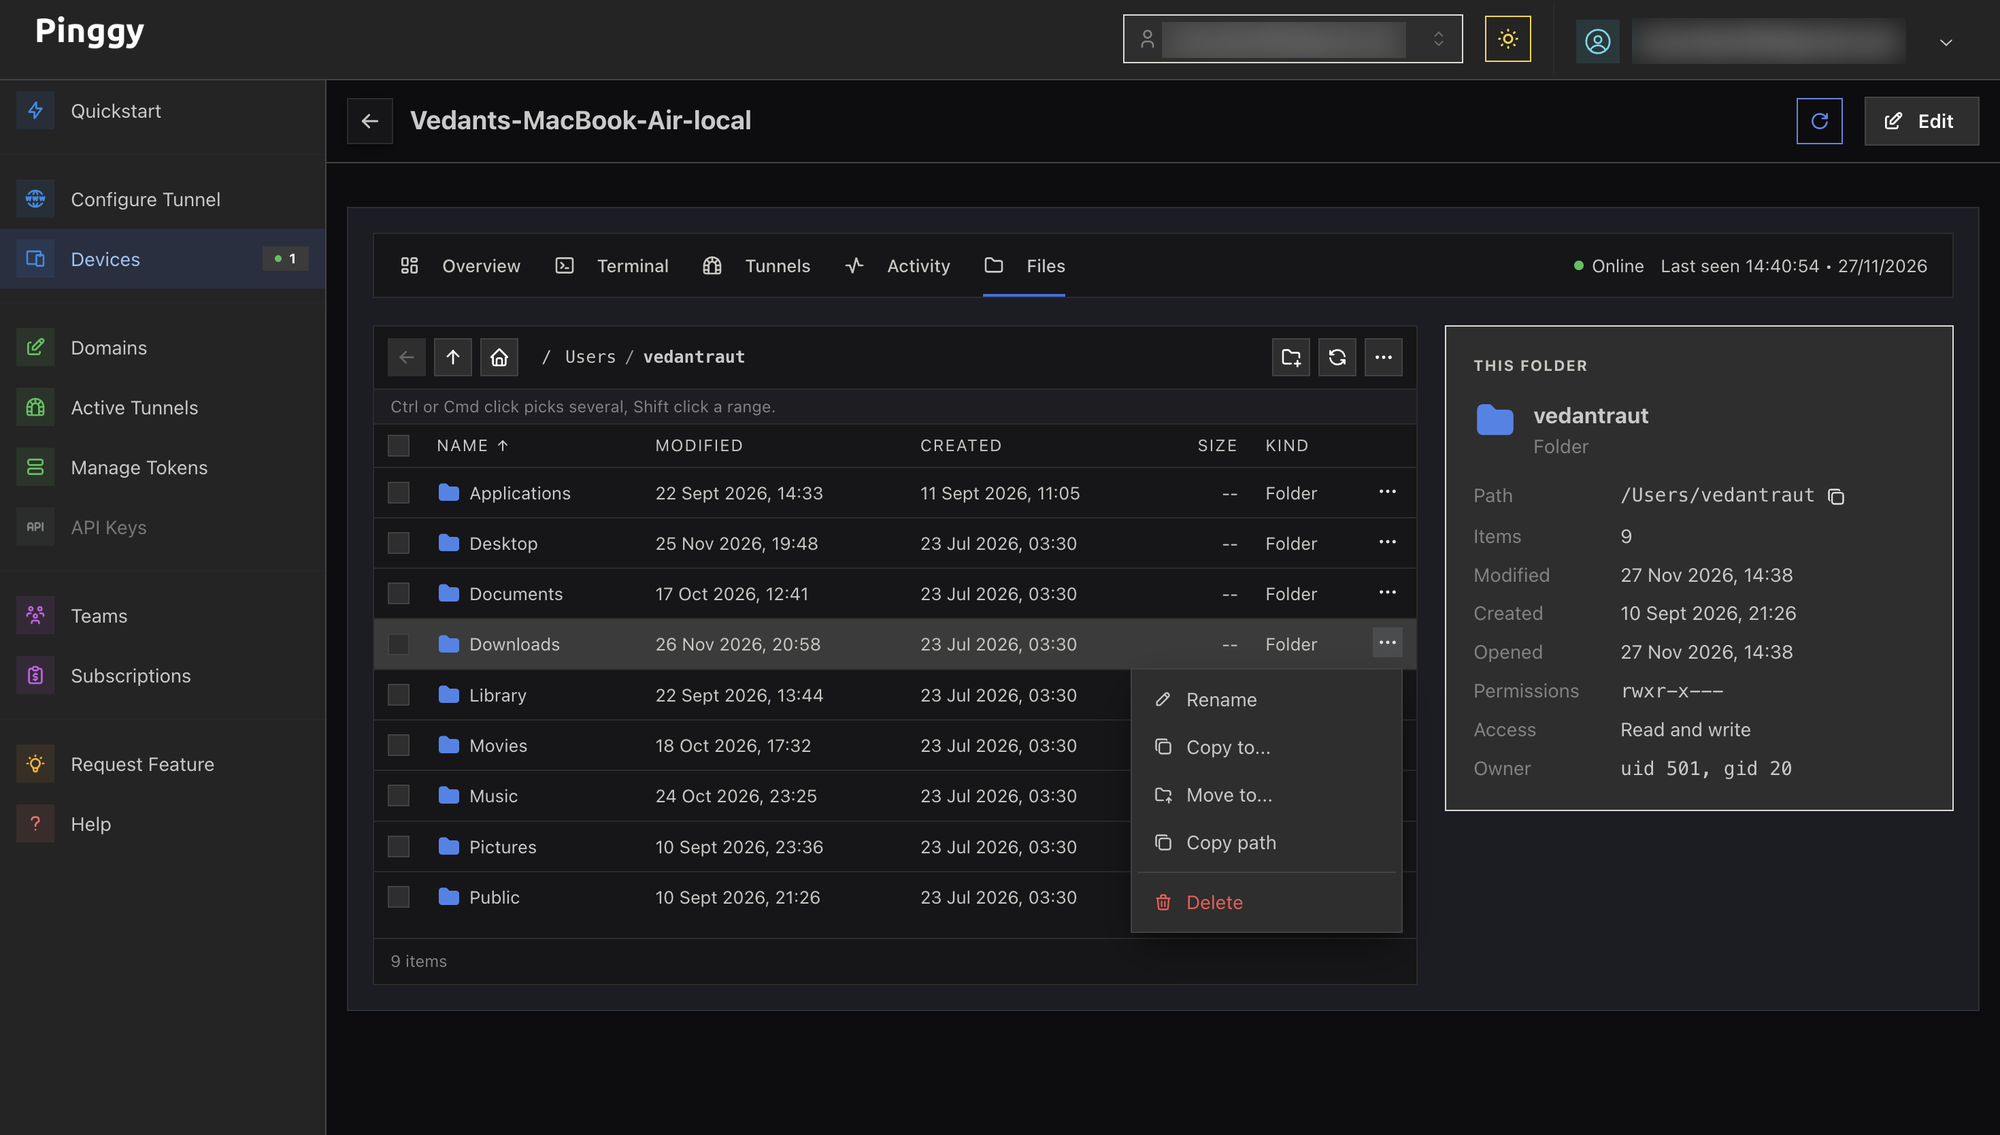 Pinggy
Quickstart
Configure Tunnel
Devices
1
Domains
Active Tunnels
Manage Tokens
API
API Keys
Teams
Subscriptions
Request Feature
?
Help
Vedants-MacBook-Air-local
Edit
Overview
Terminal
Tunnels
Activity
Files
Online Last seen 14:40:54 • 27/11/2026
/ Users / vedantraut
Ctrl or Cmd click picks several, Shift click a range.
NAME ↑ MODIFIED CREATED SIZE KIND
Applications 22 Sept 2026, 14:33 11 Sept 2026, 11:05 -- Folder
Desktop 25 Nov 2026, 19:48 23 Jul 2026, 03:30 -- Folder
Documents 17 Oct 2026, 12:41 23 Jul 2026, 03:30 -- Folder
Downloads 26 Nov 2026, 20:58 23 Jul 2026, 03:30 -- Folder
Library 22 Sept 2026, 13:44 23 Jul 2026, 03:30
Movies 18 Oct 2026, 17:32 23 Jul 2026, 03:30
Music 24 Oct 2026, 23:25 23 Jul 2026, 03:30
Pictures 10 Sept 2026, 23:36 23 Jul 2026, 03:30
Public 10 Sept 2026, 21:26 23 Jul 2026, 03:30
9 items
Rename
Copy to...
Move to...
Copy path
Delete
THIS FOLDER
vedantraut
Folder
Path /Users/vedantraut
Items 9
Modified 27 Nov 2026, 14:38
Created 10 Sept 2026, 21:26
Opened 27 Nov 2026, 14:38
Permissions rwxr-x---
Access Read and write
Owner uid 501, gid 20